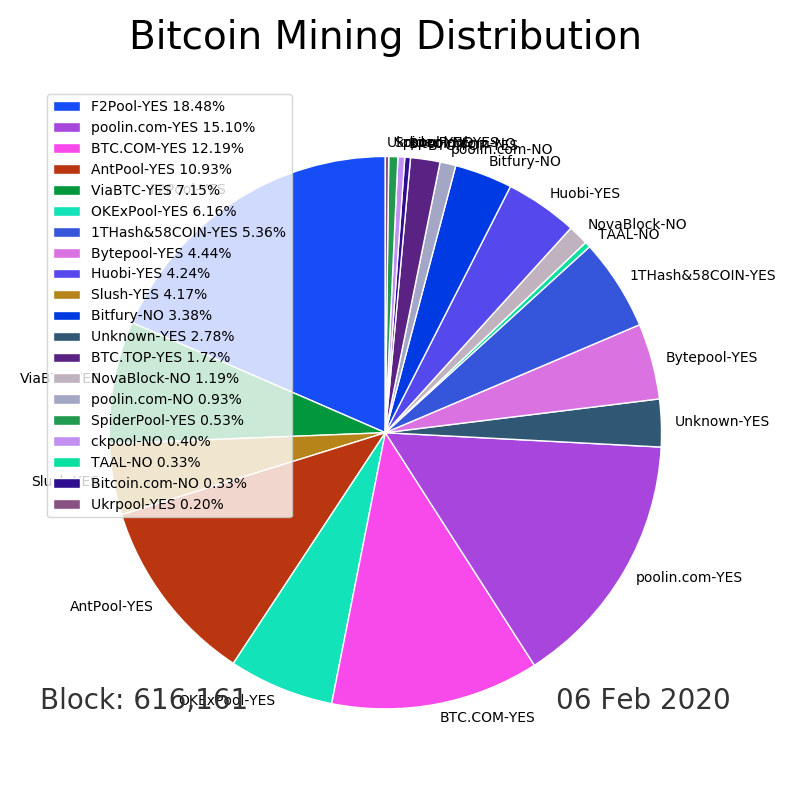 Bitcoin Mining Distribution
F2Pool-YES 18.48%
poolin.com-YES 15.10%
BTC.COM-YES 12.19%
AntPool-YES 10.93%
ViaBTC-YES 7.15%
OKExPool-YES 6.16%
1THash&58COIN-YES 5.36%
Bytepool-YES 4.44%
Huobi-YES 4.24%
Slush-YES 4.17%
Bitfury-NO 3.38%
Unknown-YES 2.78%
BTC.TOP-YES 1.72%
NovaBlock-NO 1.19%
poolin.com-NO 0.93%
SpiderPool-YES 0.53%
ckpool-NO 0.40%
TAAL-NO 0.33%
Bitcoin.com-NO 0.33%
Ukrpool-YES 0.20%
poolin.com-NO
Bitfury-NO
Huobi-YES
NovaBlock-NO
TAAL-NO
1THash&58COIN-YES
Bytepool-YES
Unknown-YES
poolin.com-YES
BTC.COM-YES
OKExPool-YES
AntPool-YES
Block: 616,161
06 Feb 2020